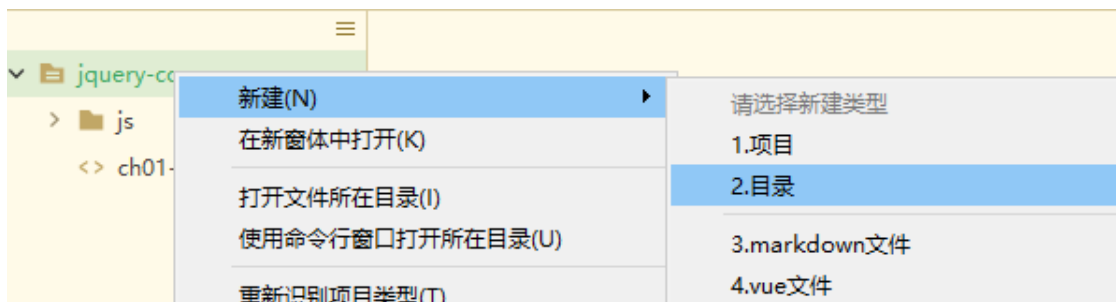 jquery-co
js
ch01-
新建(N)
在新窗体中打开(K)
打开文件所在目录(I)
使用命令行窗口打开所在目录(U)
重新识别项目类型(T)
请选择新建类型
1.项目
2.目录
3.markdown文件
4.vue文件